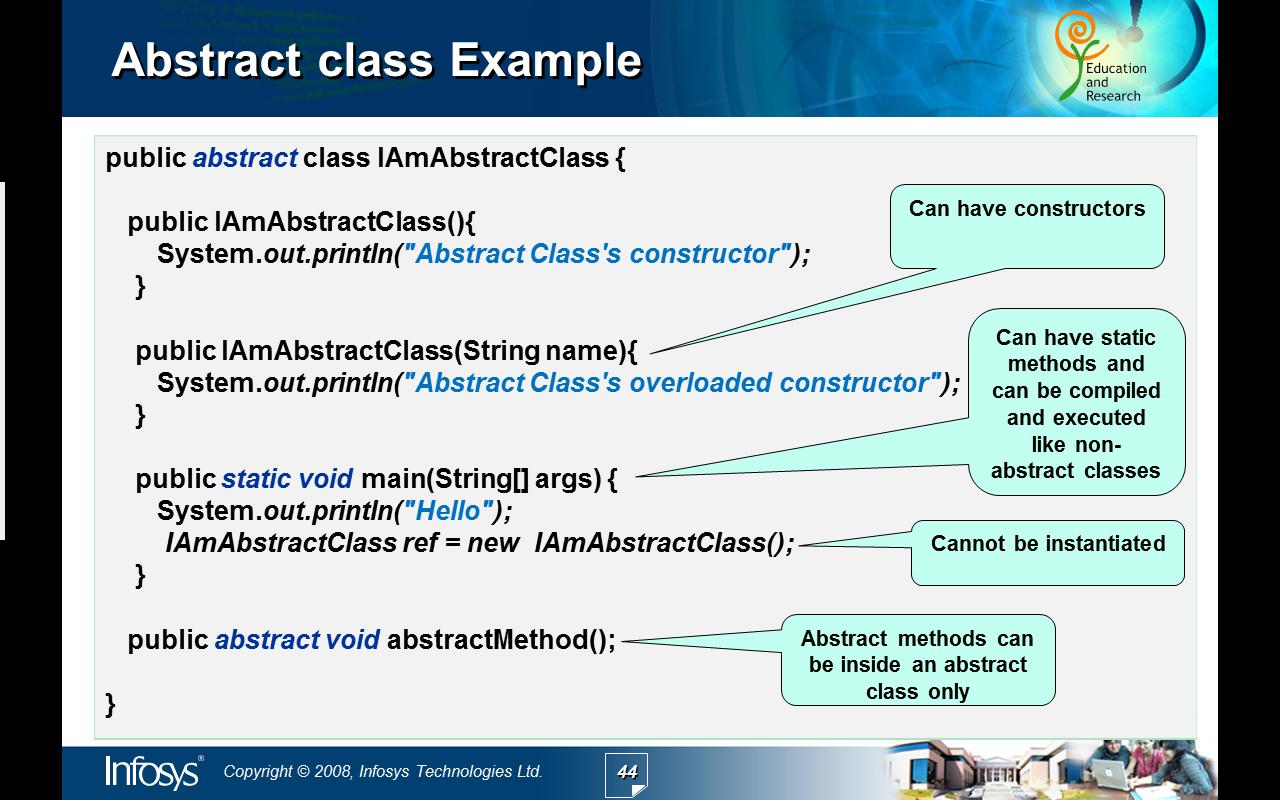 Abstract class Example
Education
and
Research
public abstract class IAmAbstractClass {
public IAmAbstractClass(){
System.out.println("Abstract Class's constructor");
}
public IAmAbstractClass(String name){
System.out.println("Abstract Class's overloaded constructor");
}
public static void main(String[] args) {
System.out.println("Hello");
IAmAbstractClass ref = new IAmAbstractClass();
}
public abstract void abstractMethod();
}
Can have constructors
Can have static
methods and
can be compiled
and executed
like non-
abstract classes
Cannot be instantiated
Abstract methods can
be inside an abstract
class only
Infosys®
Copyright © 2008, Infosys Technologies Ltd.
44